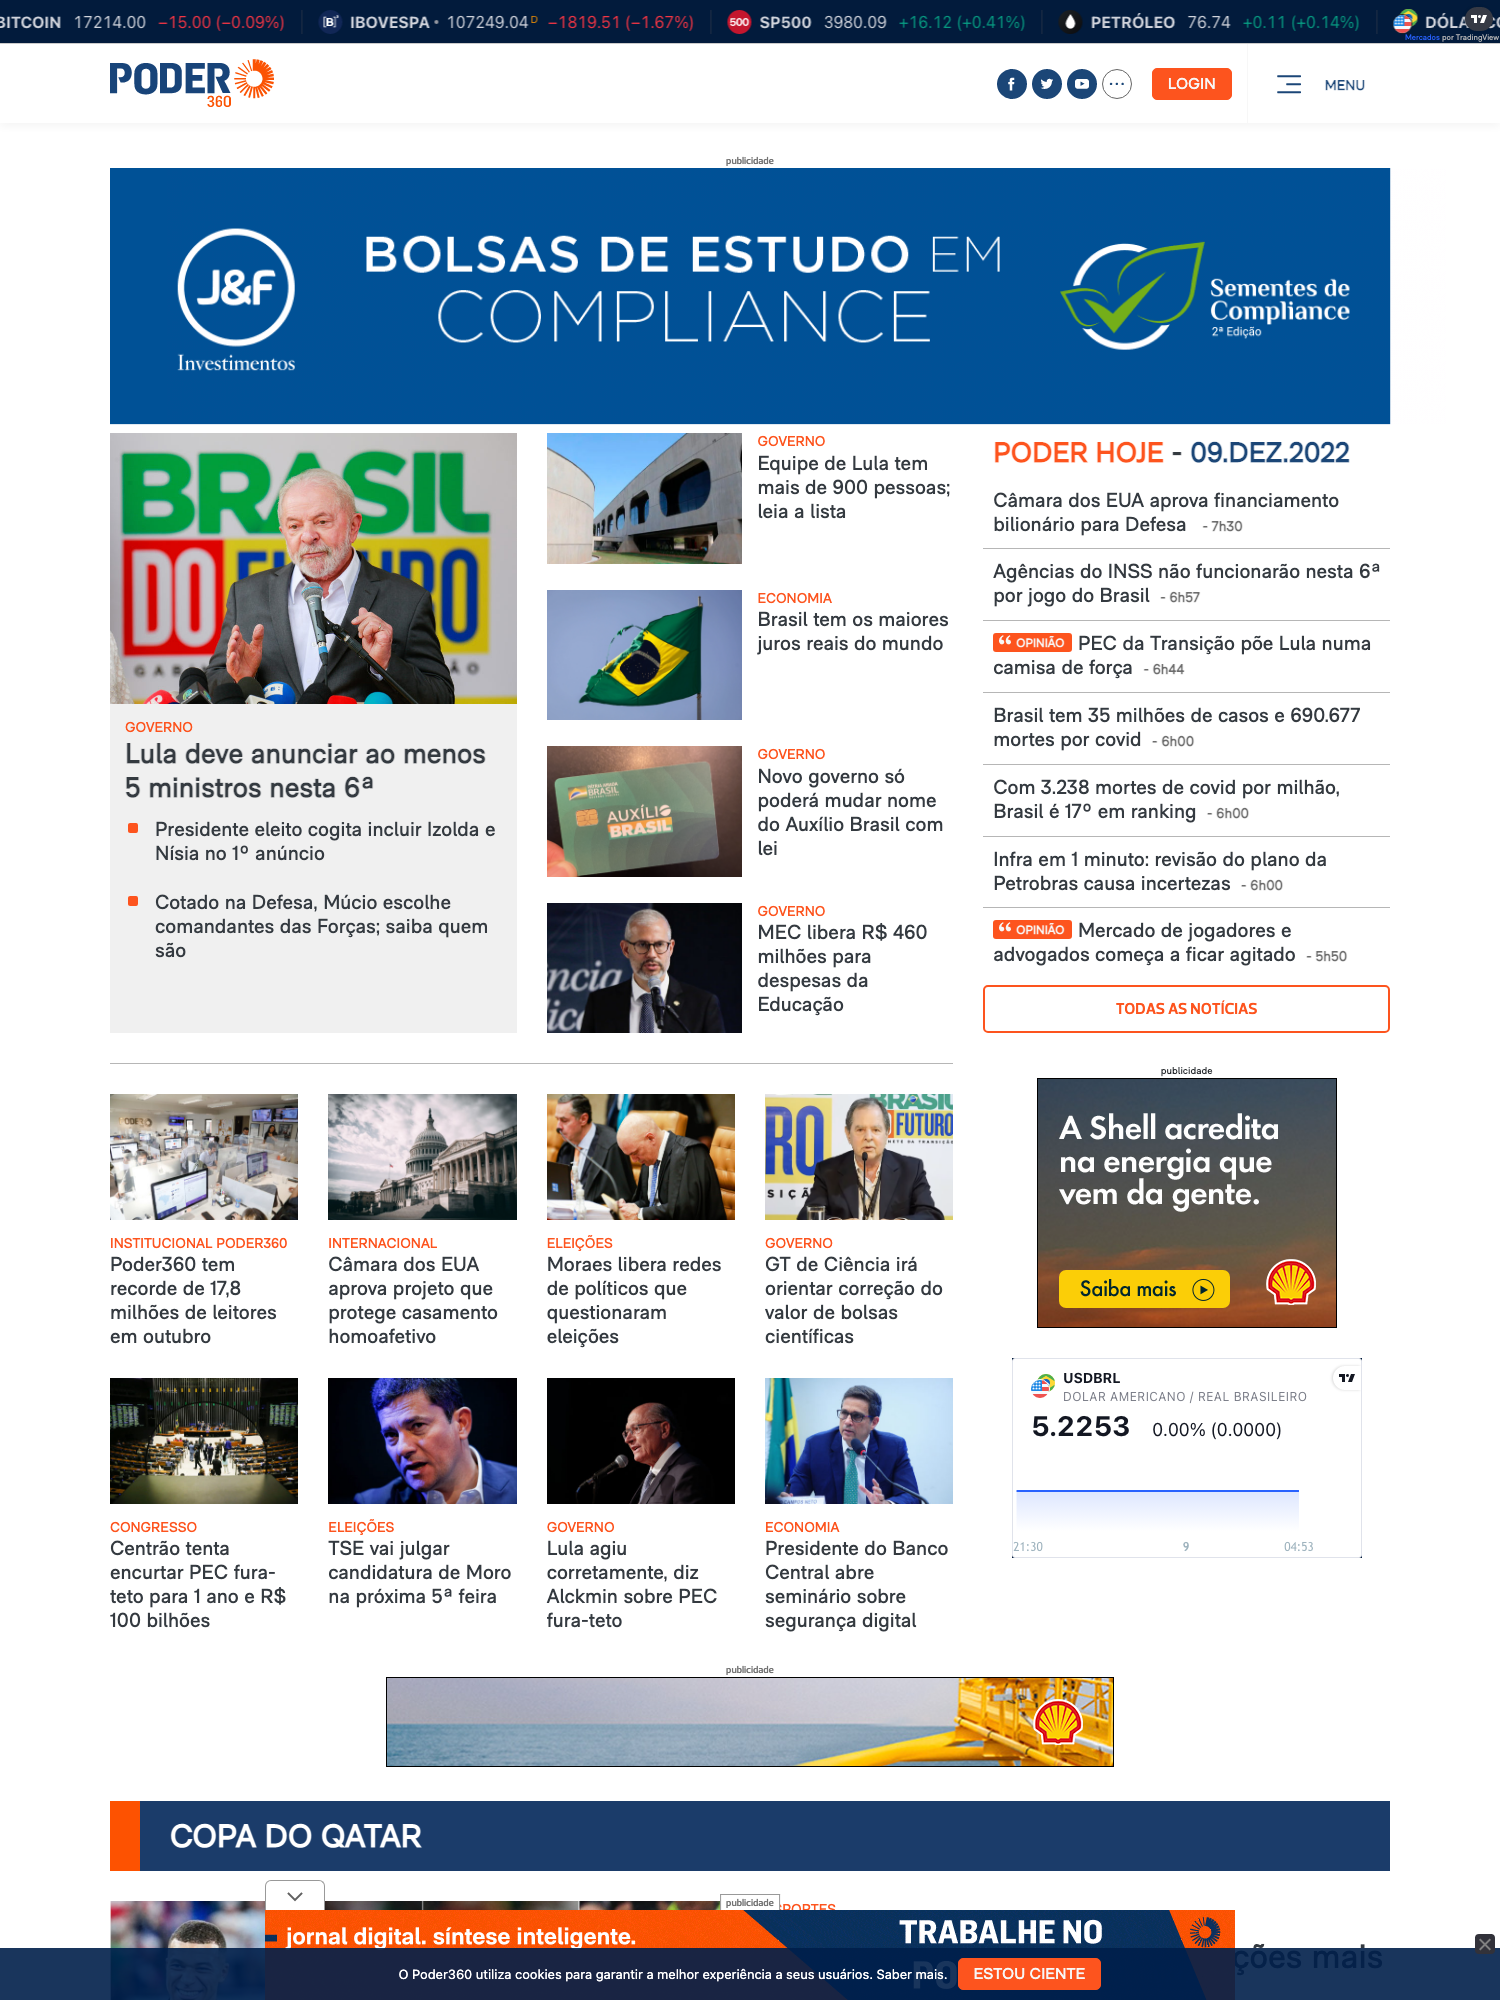 BITCOIN 17214.00 −15.00 (−0.09%) IBOVESPA 107249.04 D −1819.51 (−1.67%) 500 SP500 3980.09 +16.12 (+0.41%) PETRÓLEO 76.74 +0.11 (+0.14%)
Mercados por TradingView
PODER
360
LOGIN
MENU
publicidade
J&F
Investimentos
BOLSAS DE ESTUDO EM
COMPLIANCE
Sementes de
Compliance
2ª Edição
BRASIL
DO FUTURO
GOVERNO
Lula deve anunciar ao menos
5 ministros nesta 6ª
Presidente eleito cogita incluir Izolda e
Nísia no 1º anúncio
Cotado na Defesa, Múcio escolhe
comandantes das Forças; saiba quem
são
GOVERNO
Equipe de Lula tem
mais de 900 pessoas;
leia a lista
ECONOMIA
Brasil tem os maiores
juros reais do mundo
AUXÍLIO
BRASIL
GOVERNO
Novo governo só
poderá mudar nome
do Auxílio Brasil com
lei
GOVERNO
MEC libera R$ 460
milhões para
despesas da
Educação
PODER HOJE - 09.DEZ.2022
Câmara dos EUA aprova financiamento
bilionário para Defesa - 7h30
Agências do INSS não funcionarão nesta 6ª
por jogo do Brasil - 6h57
OPINIÃO PEC da Transição põe Lula numa
camisa de força - 6h44
Brasil tem 35 milhões de casos e 690.677
mortes por covid - 6h00
Com 3.238 mortes de covid por milhão,
Brasil é 17º em ranking - 6h00
Infra em 1 minuto: revisão do plano da
Petrobras causa incertezas - 6h00
OPINIÃO Mercado de jogadores e
advogados começa a ficar agitado - 5h50
TODAS AS NOTÍCIAS
INSTITUCIONAL PODER360
Poder360 tem
recorde de 17,8
milhões de leitores
em outubro
INTERNACIONAL
Câmara dos EUA
aprova projeto que
protege casamento
homoafetivo
ELEIÇÕES
Moraes libera redes
de políticos que
questionaram
eleições
BRASIL
FUTURO
GOVERNO
GT de Ciência irá
orientar correção do
valor de bolsas
científicas
publicidade
A Shell acredita
na energia que
vem da gente.
Saiba mais
CONGRESSO
Centrão tenta
encurtar PEC fura-
teto para 1 ano e R$
100 bilhões
ELEIÇÕES
TSE vai julgar
candidatura de Moro
na próxima 5ª feira
GOVERNO
Lula agiu
corretamente, diz
Alckmin sobre PEC
fura-teto
ECONOMIA
Presidente do Banco
Central abre
seminário sobre
segurança digital
USDBRL
DOLAR AMERICANO / REAL BRASILEIRO
5.2253 0.00% (0.0000)
21:30 9 04:53
publicidade
COPA DO QATAR
publicidade
jornal digital. síntese inteligente.
TRABALHE NO
ções mais
O Poder360 utiliza cookies para garantir a melhor experiência a seus usuários. Saber mais.
ESTOU CIENTE